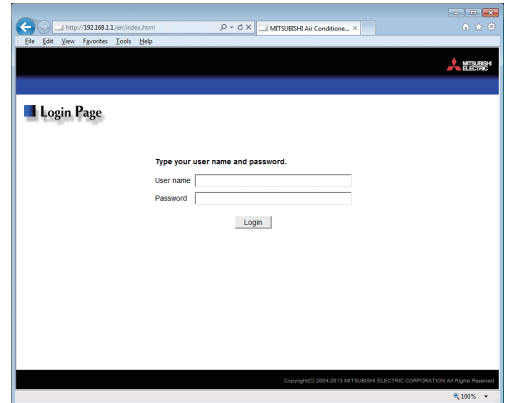 http://192.168.1.1/en/index.html
MITSUBISHI Air Conditione...
File Edit View Favorites Tools Help
MITSUBISHI
ELECTRIC
Login Page
Type your user name and password.
User name
Password
Login
Copyright(C) 2004-2013 MITSUBISHI ELECTRIC CORPORATION All Rights Reserved
100%